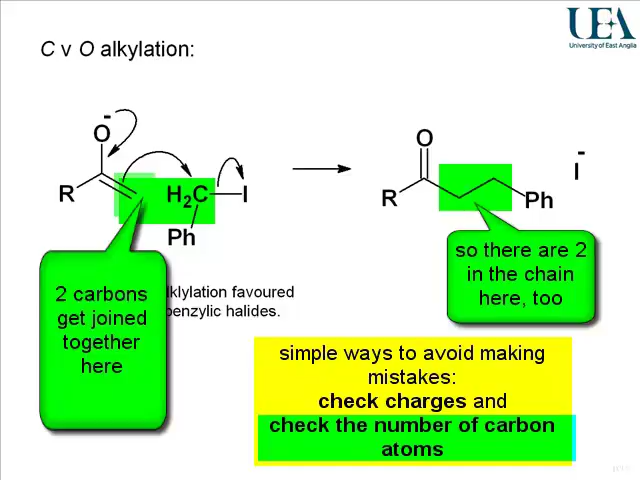 C v O alkylation:
UEA
University of East Anglia
O
-
R
H2C
I
Ph
O
R
Ph
-
I
2 carbons
get joined
together
here
lklylation favoured
benzylic halides.
so there are 2
in the chain
here, too
simple ways to avoid making
mistakes:
check charges and
check the number of carbon
atoms